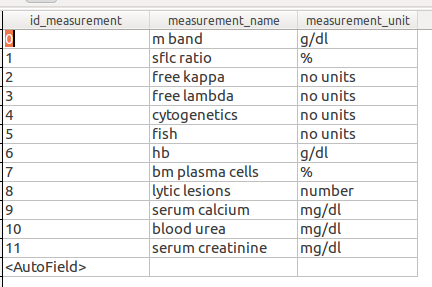 id_measurement measurement_name measurement_unit
0 m band g/dl
1 sflc ratio %
2 free kappa no units
3 free lambda no units
4 cytogenetics no units
5 fish no units
6 hb g/dl
7 bm plasma cells %
8 lytic lesions number
9 serum calcium mg/dl
10 blood urea mg/dl
11 serum creatinine mg/dl
<AutoField>